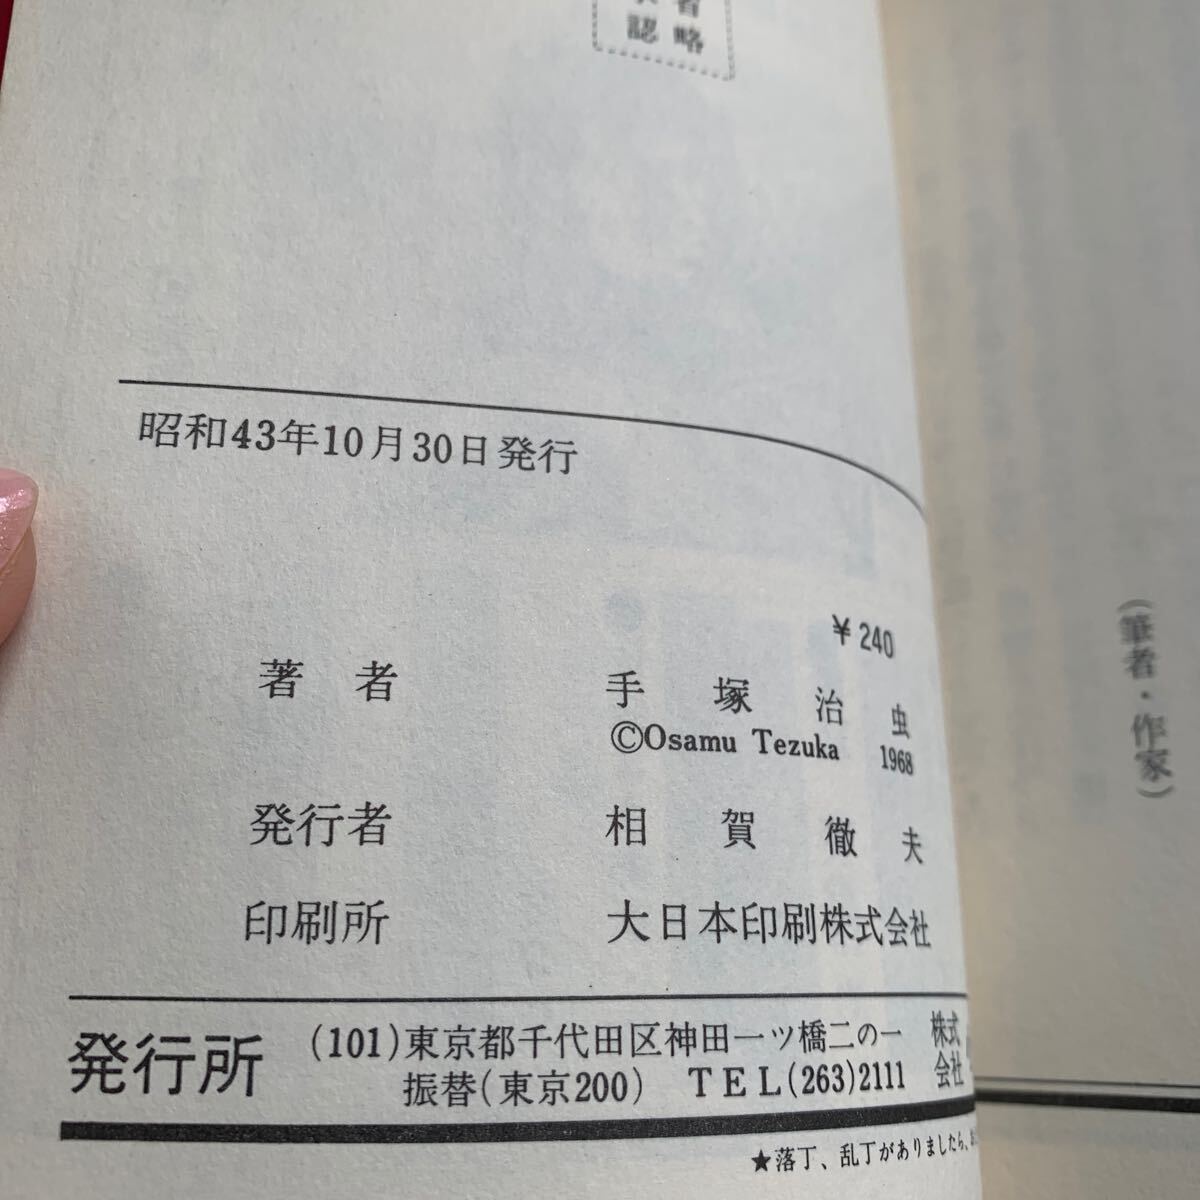 認略
昭和43年10月30日発行
¥240
著者 手塚治虫
©Osamu Tezuka 1968
発行者 相賀徹夫
印刷所 大日本印刷株式会社
発行所 (101)東京都千代田区神田一ツ橋二の一 株式会社
振替(東京200) TEL(263)2111
★落丁、乱丁がありましたら、
(筆者・作家)